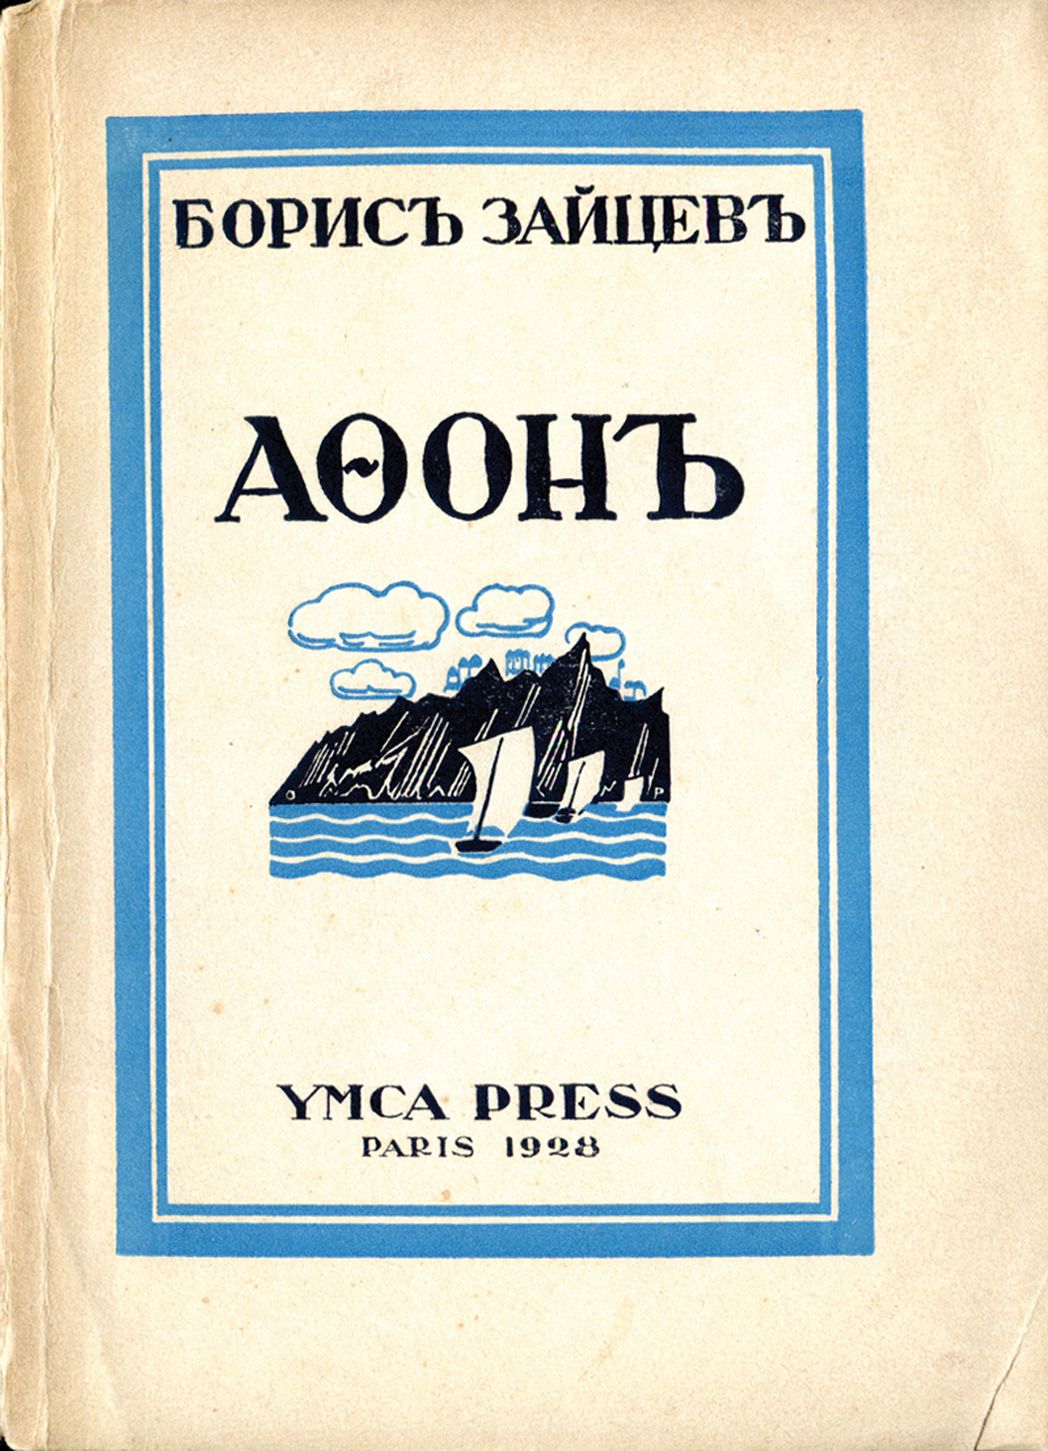 БОРИСЪ ЗАЙЦЕВЪ
АѲОНЪ
О Р
YMCA PRESS
PARIS 1928